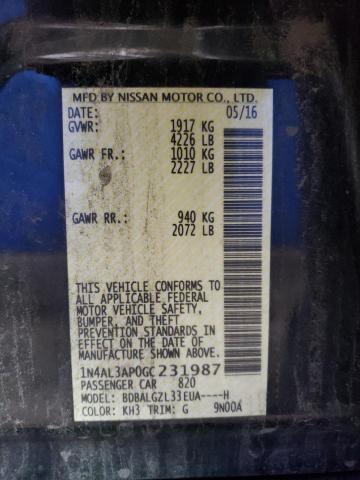 MFD BY NISSAN MOTOR CO., LTD.
DATE: 05/16
GVWR: 1917 KG
4226 LB
GAWR FR.: 1010 KG
2227 LB
GAWR RR.: 940 KG
2072 LB
THIS VEHICLE CONFORMS TO
ALL APPLICABLE FEDERAL
MOTOR VEHICLE SAFETY,
BUMPER, AND THEFT
PREVENTION STANDARDS IN
EFFECT ON THE DATE OF
MANUFACTURE SHOWN ABOVE.
1N4AL3AP0GC231987
PASSENGER CAR 820
MODEL: BDBALGZL33EUA----H
COLOR: KH3 TRIM: G 9N00A